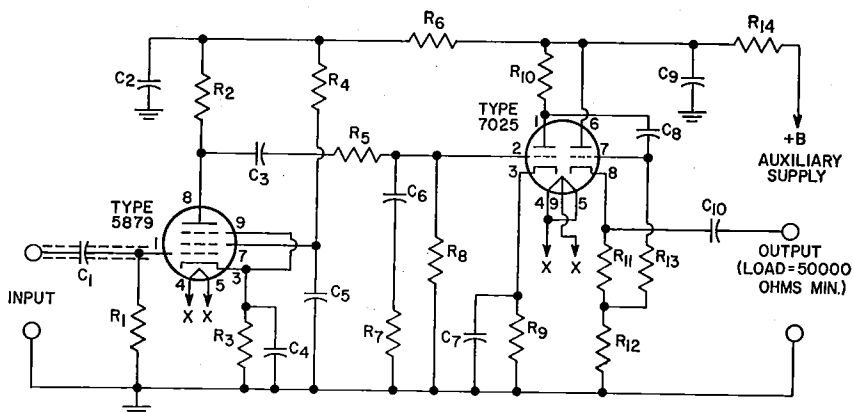 R6
R14
C2
R2
R4
R10
C9
TYPE
7025
1
6
C8
+B
AUXILIARY
SUPPLY
C3
R5
2
7
3
8
4
9
5
C6
C10
TYPE
5879
8
9
1
7
3
4
5
C1
X
X
X
X
R8
R11
R13
OUTPUT
(LOAD=50000
OHMS MIN.)
INPUT
C5
R1
R3
C4
R7
C7
R9
R12